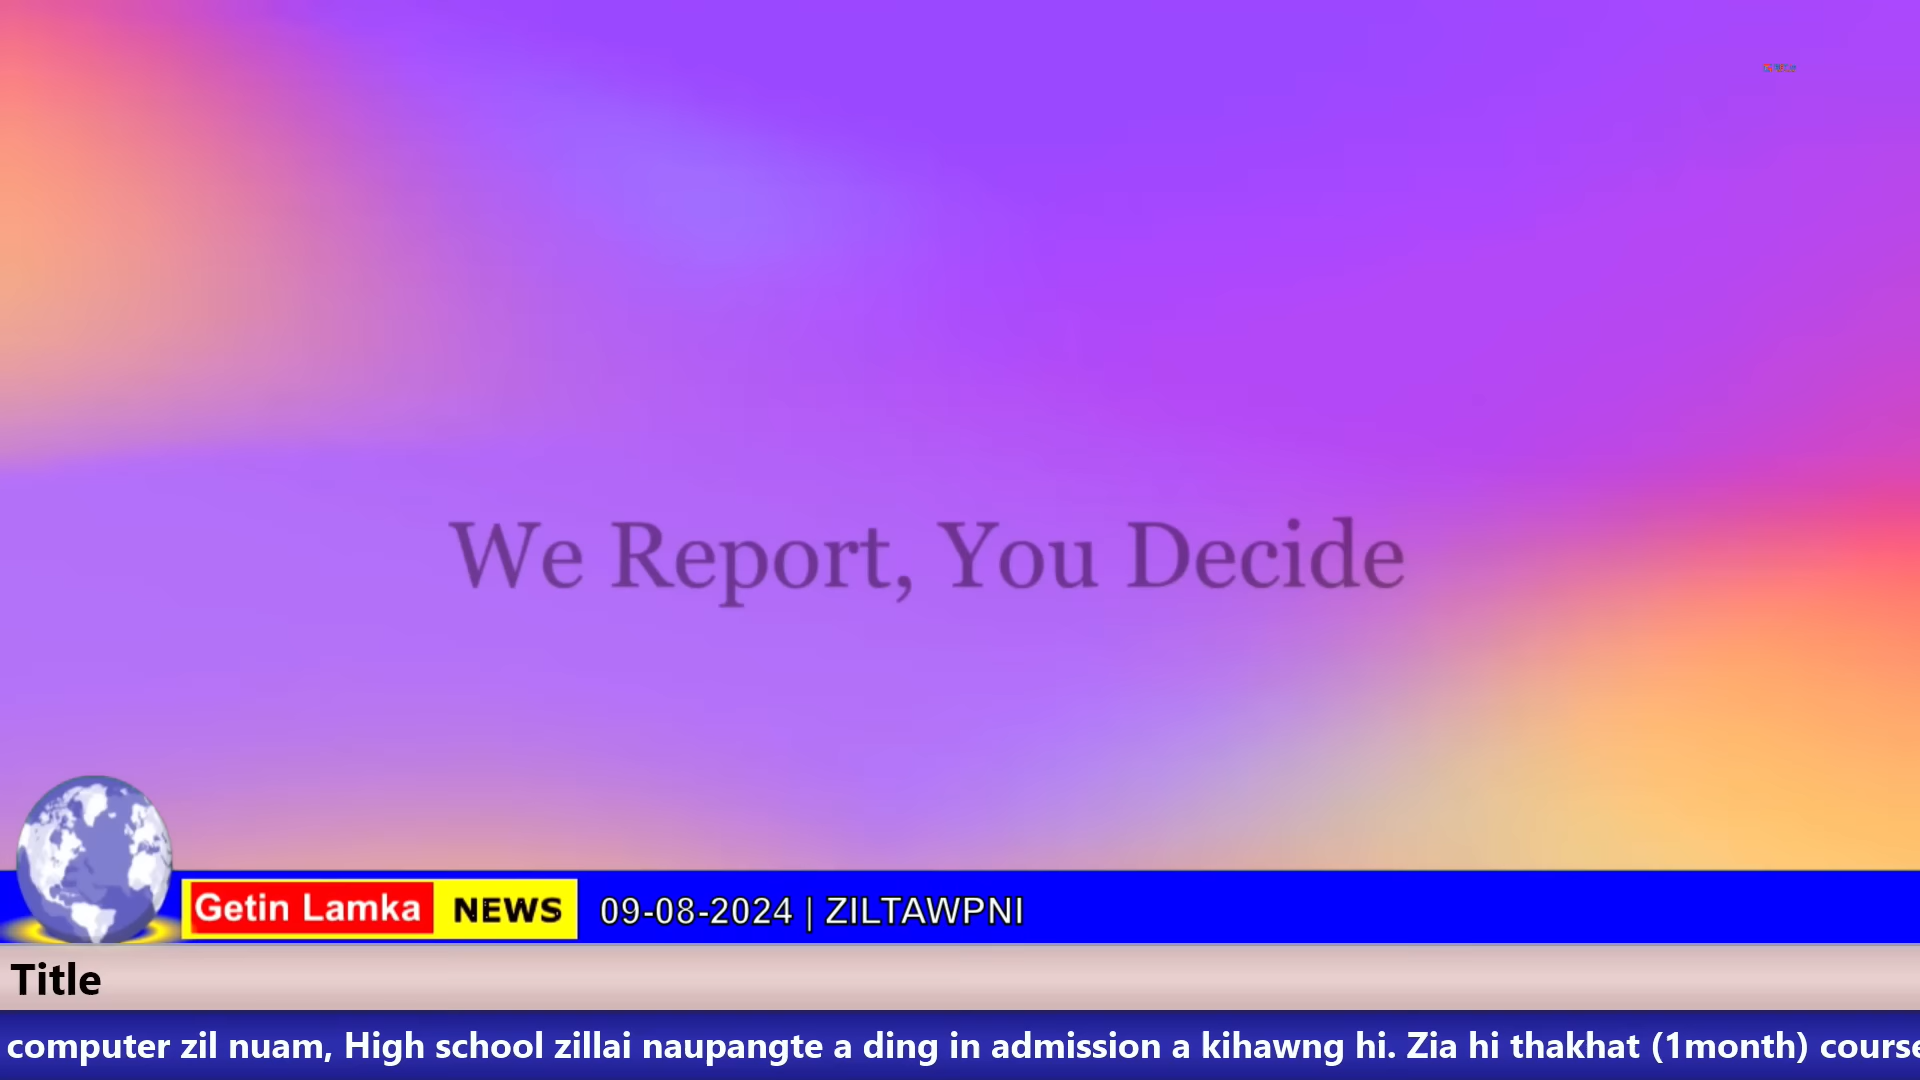 We Report, You Decide
Getin Lamka NEWS 09-08-2024 | ZILTAWPNI
Title
computer zil nuam, High school zillai naupangte a ding in admission a kihawng hi. Zia hi thakhat (1month) course